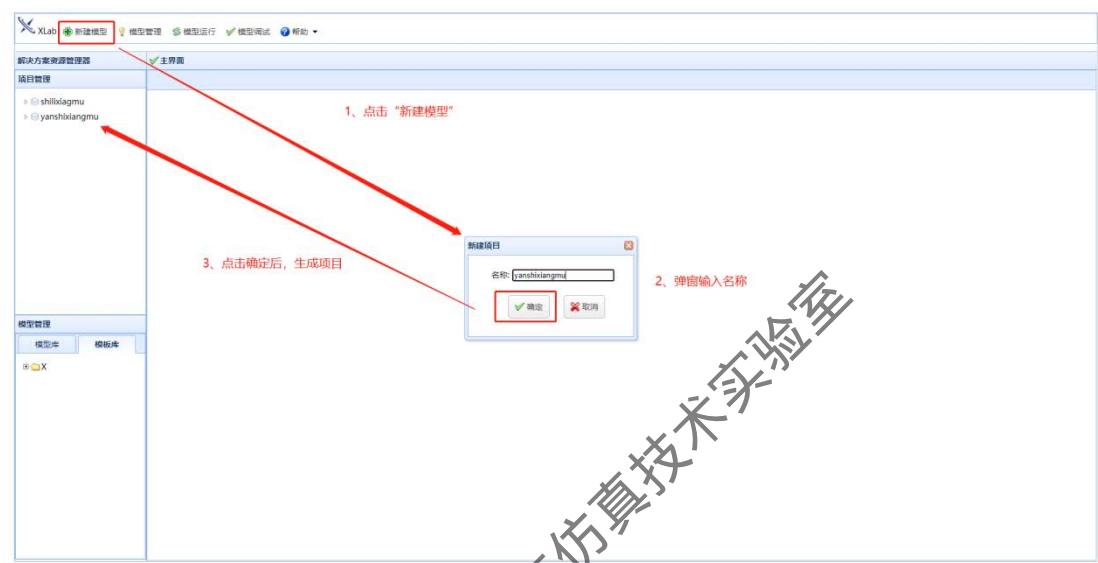 XLab 新建模型 模型管理 模型运行 模型调试 帮助
解决方案资源管理器 主界面
项目管理
shilixiagmu
yanshixiangmu
1、点击“新建模型”
新建项目
名称: yanshixiangmu
2、弹窗输入名称
3、点击确定后，生成项目
确定 取消
模型管理
模型库 模板库
X
仿真技术实验室